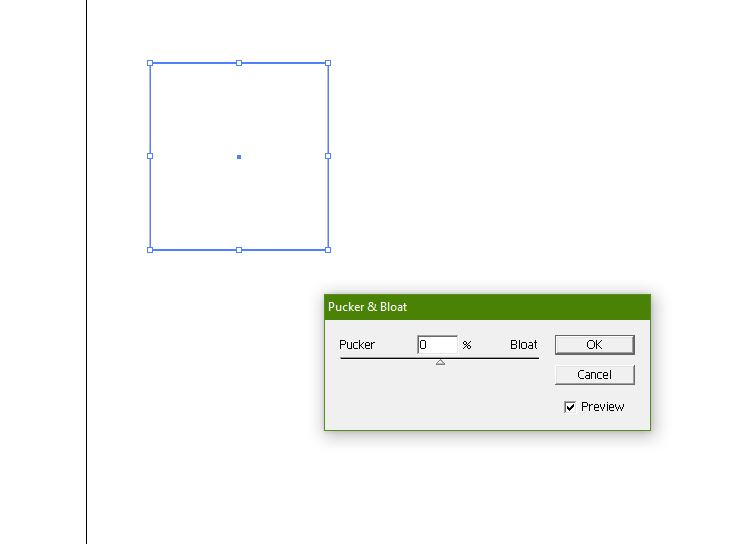 Pucker & Bloat
Pucker 0 % Bloat
OK
Cancel
Preview